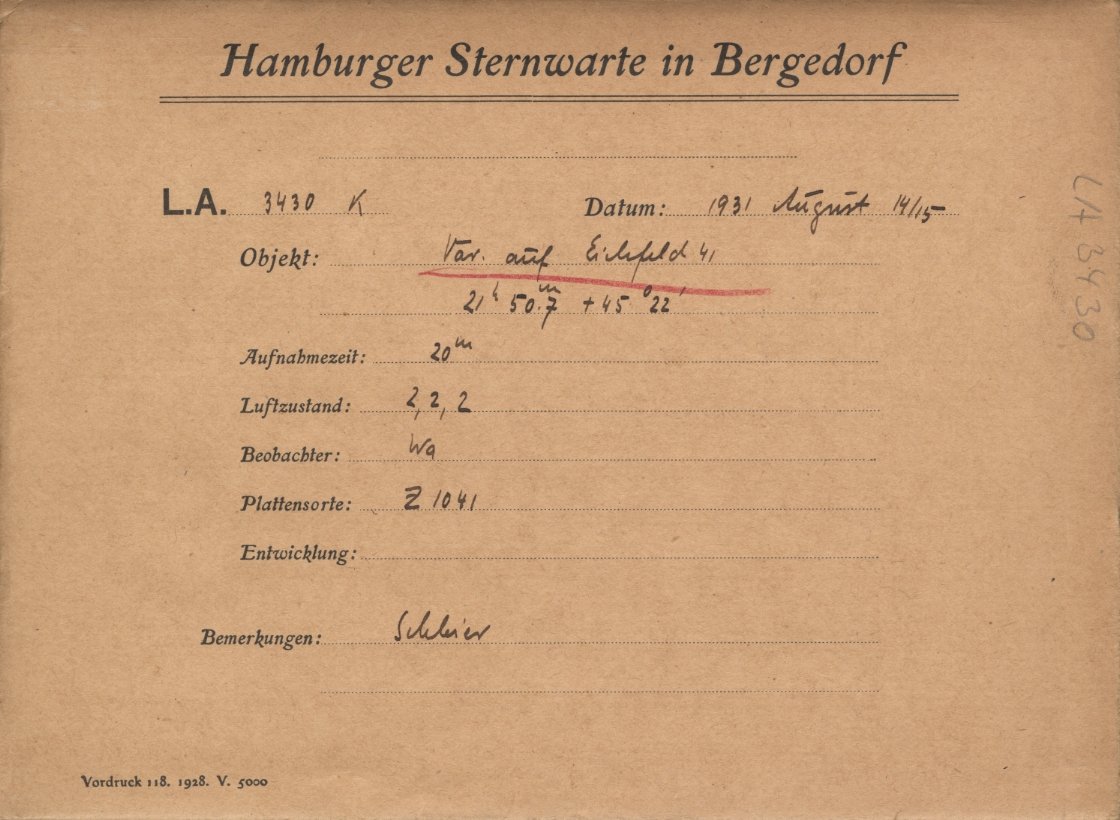 Hamburger Sternwarte in Bergedorf
L.A. 3430 K
Datum: 1931 August 14/15
Objekt: Var. auf Eichfeld 41
21h 50.m7 +45°22'
Aufnahmezeit: 20m
Luftzustand: 2, 2, 2
Beobachter: Wa
Plattensorte: Z 1041
Entwicklung:
Bemerkungen: Schleier
Vordruck 118. 1928. V. 5000
LA 3430